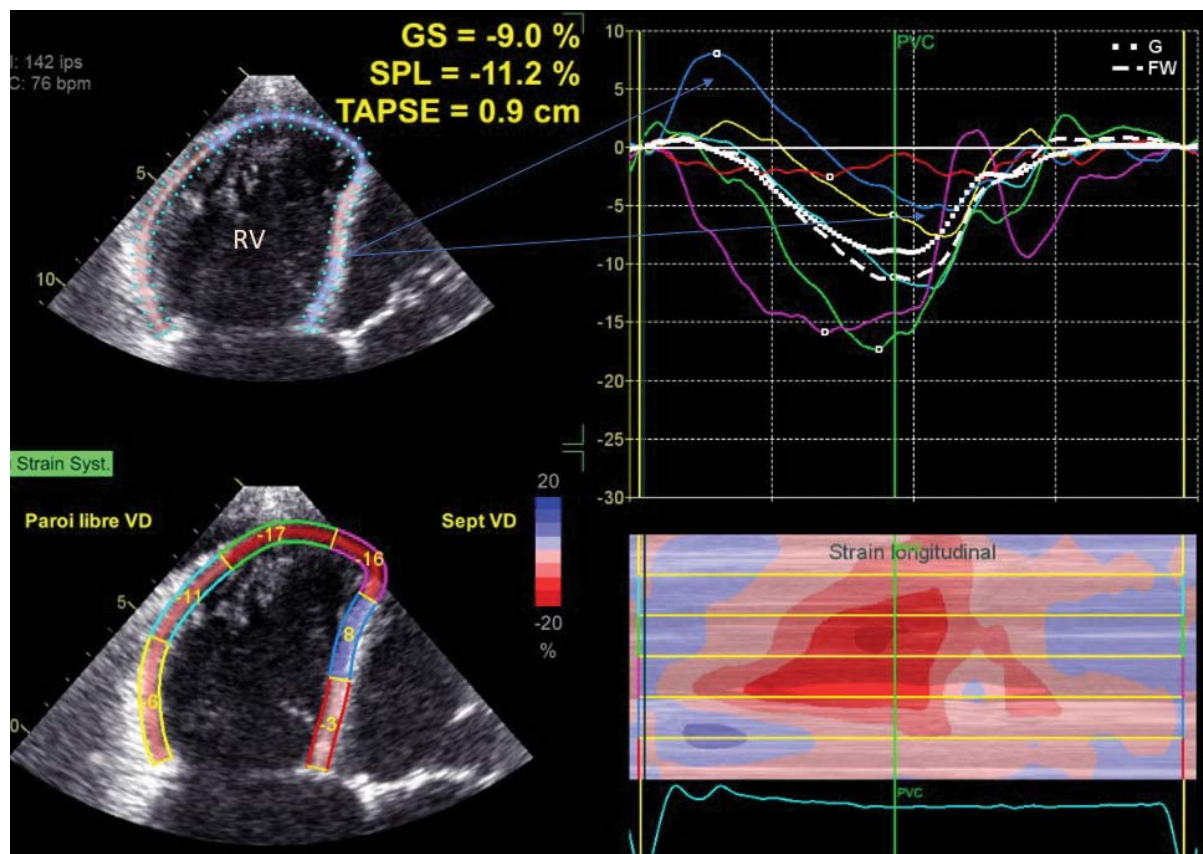 GS = -9.0 %
SPL = -11.2 %
TAPSE = 0.9 cm
: 142 ips
C: 76 bpm
5
10
RV
10
5
0
-5
-10
-15
-20
-25
-30
PVC
G
FW
Strain Syst.
Paroi libre VD
Sept VD
20
-20
%
5
0
-17
-16
-11
8
-6
-3
Strain longitudinal
PVC